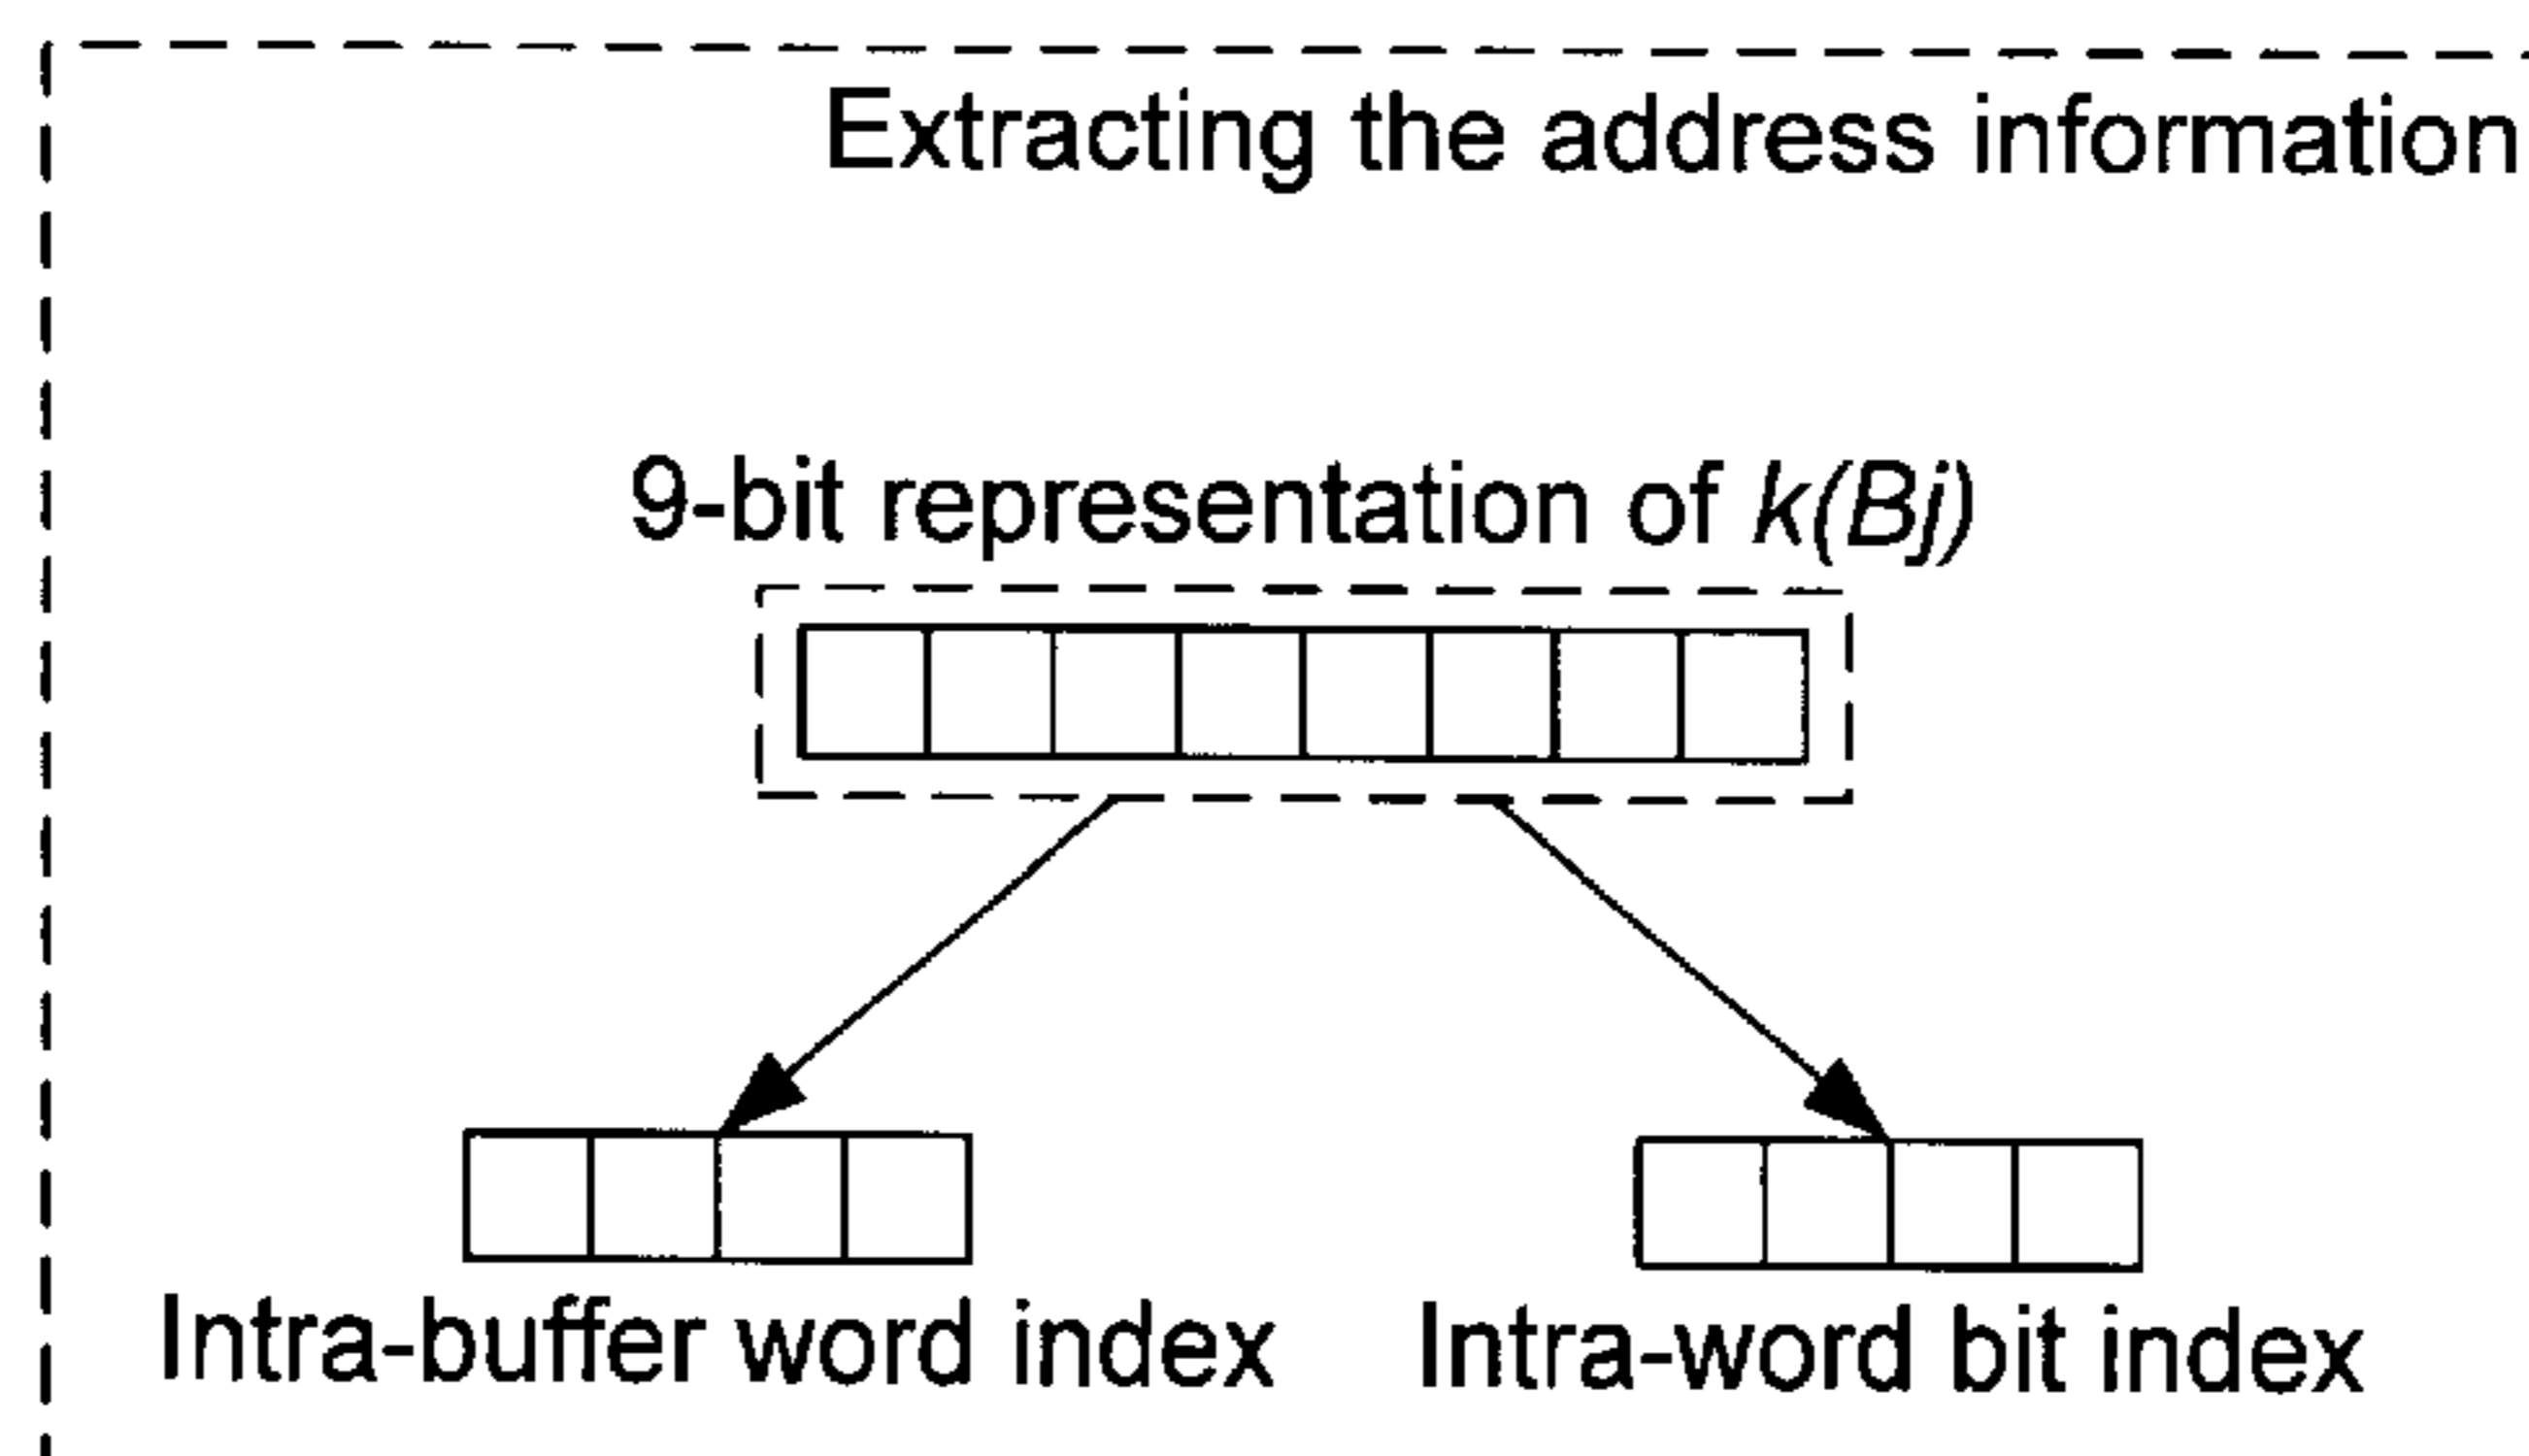 Extracting the address information
9-bit representation of k(Bj)
Intra-buffer word index
Intra-word bit index